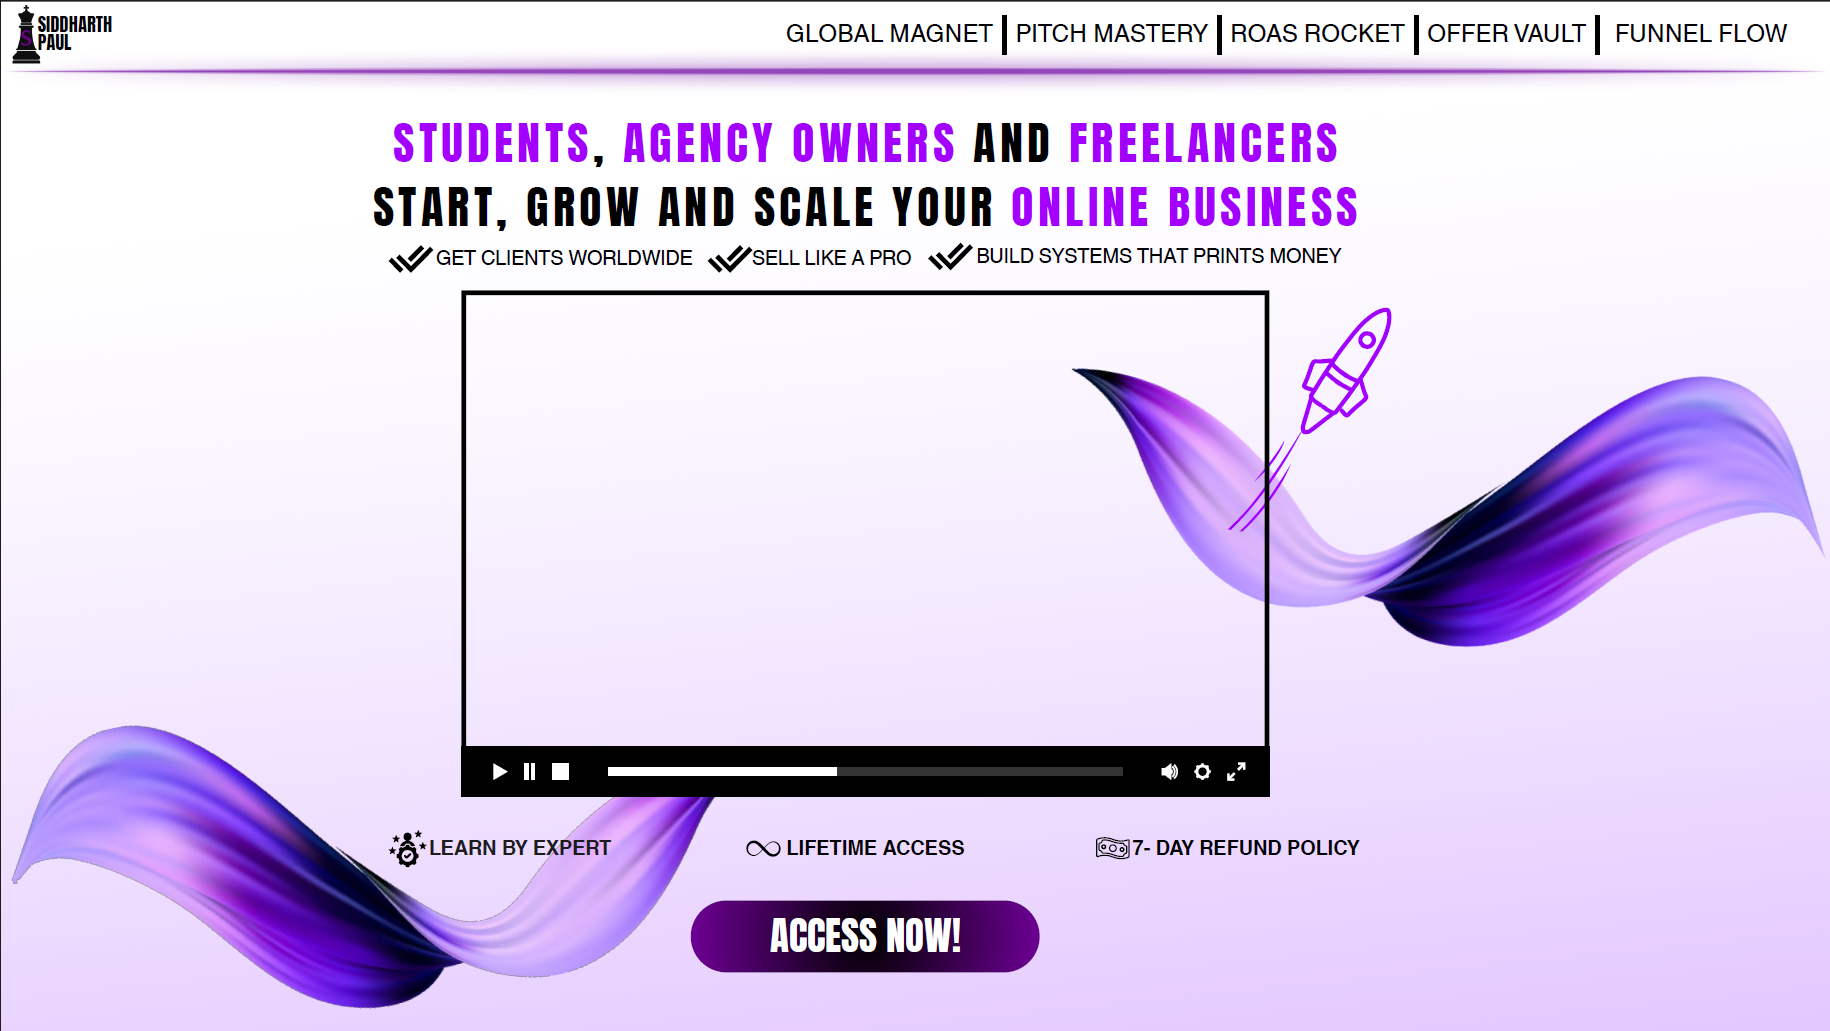 SIDDHARTH
PAUL
S
GLOBAL MAGNET PITCH MASTERY ROAS ROCKET OFFER VAULT FUNNEL FLOW
STUDENTS, AGENCY OWNERS AND FREELANCERS
START, GROW AND SCALE YOUR ONLINE BUSINESS
GET CLIENTS WORLDWIDE SELL LIKE A PRO BUILD SYSTEMS THAT PRINTS MONEY
LEARN BY EXPERT LIFETIME ACCESS 7- DAY REFUND POLICY
ACCESS NOW!